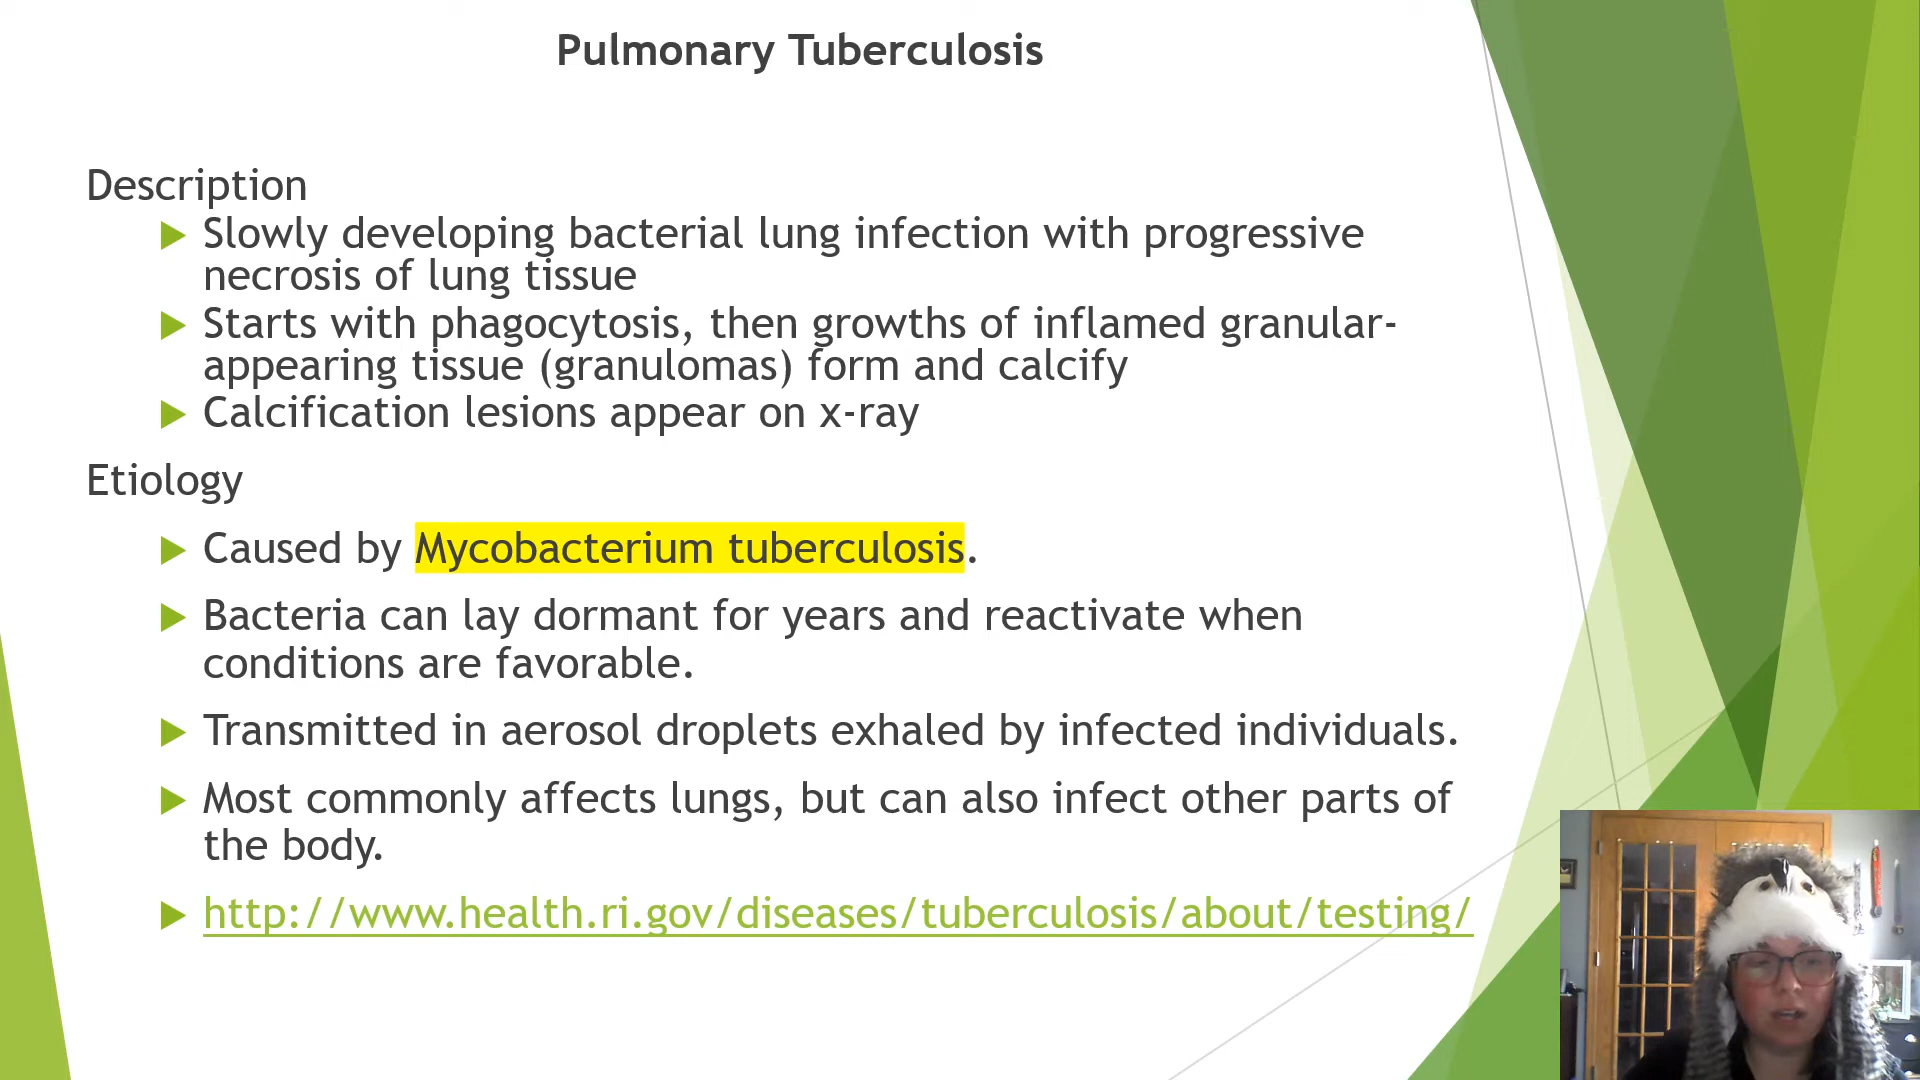 Pulmonary Tuberculosis
Description
Slowly developing bacterial lung infection with progressive
necrosis of lung tissue
Starts with phagocytosis, then growths of inflamed granular-
appearing tissue (granulomas) form and calcify
Calcification lesions appear on x-ray
Etiology
Caused by Mycobacterium tuberculosis.
Bacteria can lay dormant for years and reactivate when
conditions are favorable.
Transmitted in aerosol droplets exhaled by infected individuals.
Most commonly affects lungs, but can also infect other parts of
the body.
http://www.health.ri.gov/diseases/tuberculosis/about/testing/